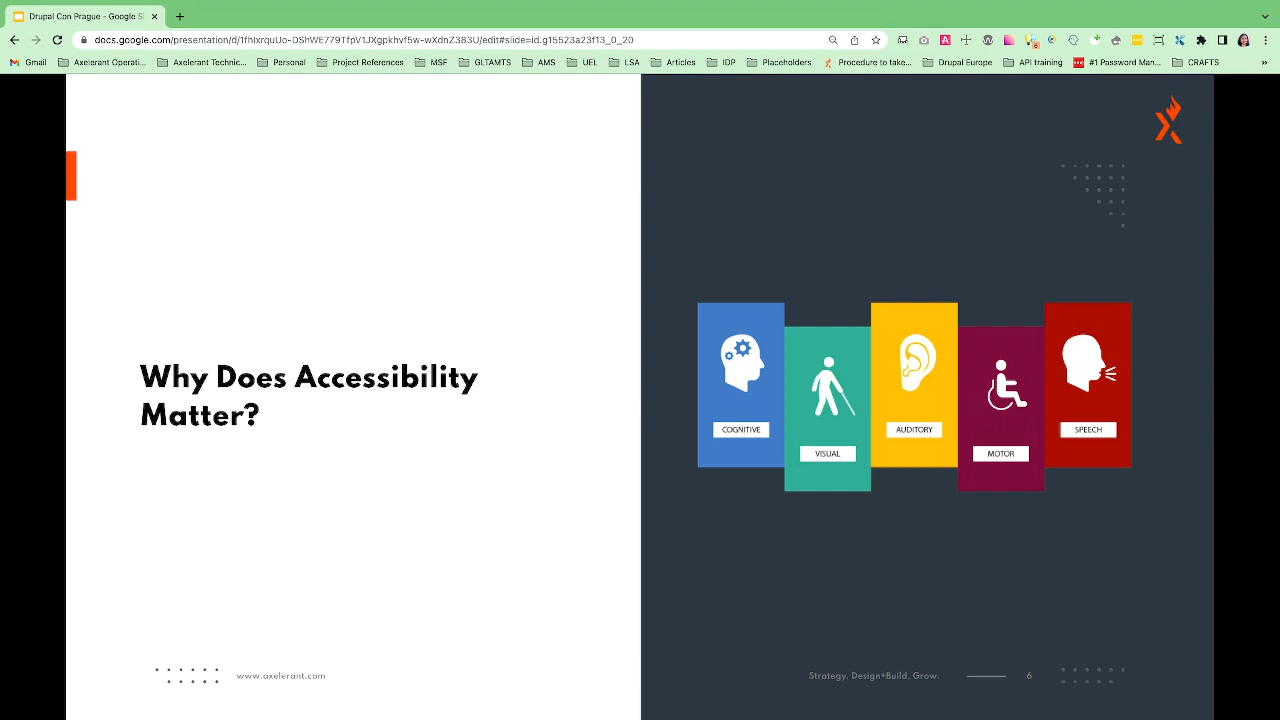 Drupal Con Prague - Google Sl
docs.google.com/presentation/d/1fhIxrquUo-DShWE779TfpV1JXgpkhvf5w-wXdnZ383U/edit#slide=id.g15523a23f13_0_20
Gmail Axelerant Operati... Axelerant Technic... Personal Project References MSF GLTAMTS AMS UEL LSA Articles IDP Placeholders Procedure to take... Drupal Europe API training #1 Password Man... CRAFTS
Why Does Accessibility
Matter?
COGNITIVE
VISUAL
AUDITORY
MOTOR
SPEECH
www.axelerant.com
Strategy. Design+Build. Grow. 6